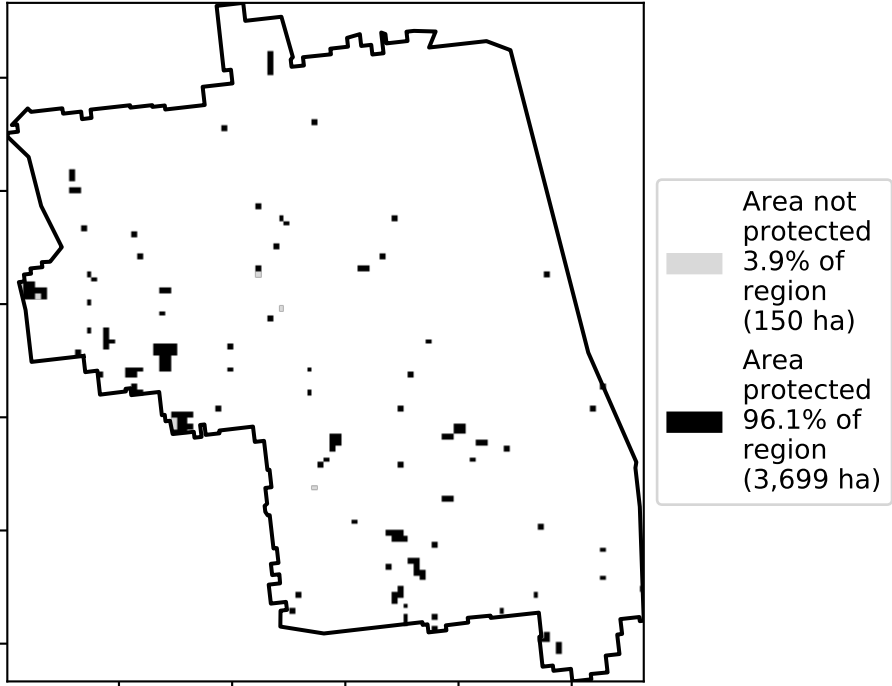 Area not
protected
3.9% of
region
(150 ha)
Area
protected
96.1% of
region
(3,699 ha)